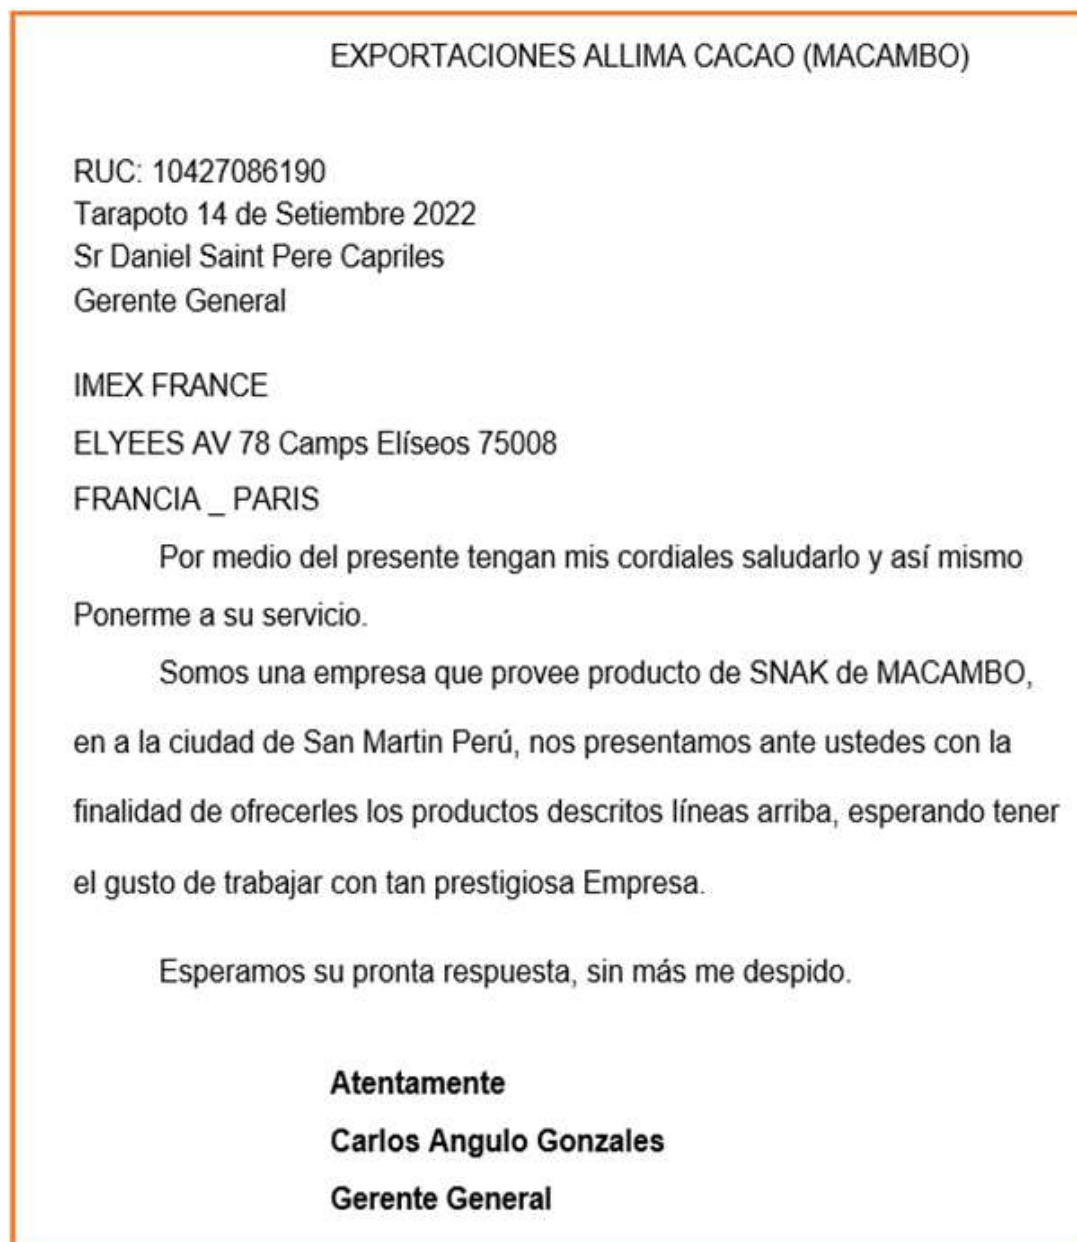 EXPORTACIONES ALLIMA CACAO (MACAMBO)
RUC: 10427086190
Tarapoto 14 de Setiembre 2022
Sr Daniel Saint Pere Capriles
Gerente General
IMEX FRANCE
ELYEES AV 78 Camps Elíseos 75008
FRANCIA _ PARIS
Por medio del presente tengan mis cordiales saludarlo y así mismo
Ponerme a su servicio.
Somos una empresa que provee producto de SNAK de MACAMBO,
en a la ciudad de San Martin Perú, nos presentamos ante ustedes con la
finalidad de ofrecerles los productos descritos líneas arriba, esperando tener
el gusto de trabajar con tan prestigiosa Empresa.
Esperamos su pronta respuesta, sin más me despido.
Atentamente
Carlos Angulo Gonzales
Gerente General